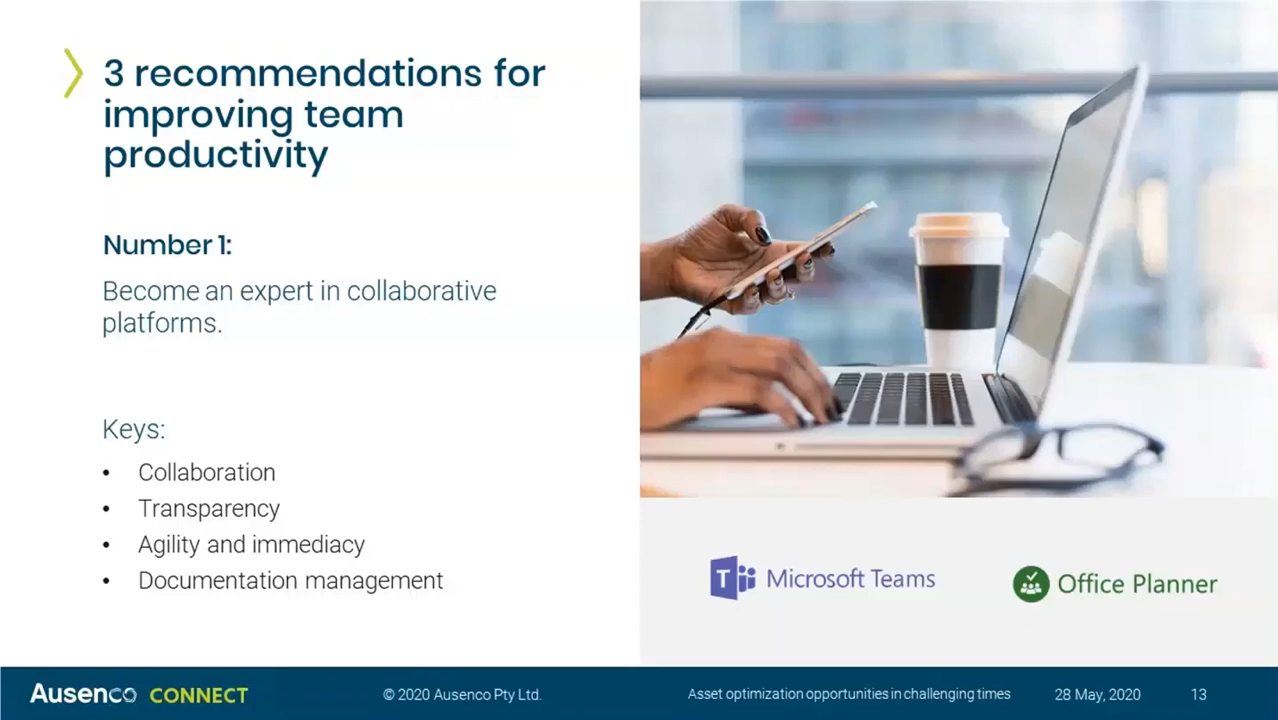 3 recommendations for
improving team
productivity
Number 1:
Become an expert in collaborative
platforms.
Keys:
• Collaboration
• Transparency
• Agility and immediacy
• Documentation management
T Microsoft Teams
Office Planner
Ausenco CONNECT
© 2020 Ausenco Pty Ltd.
Asset optimization opportunities in challenging times
28 May, 2020
13